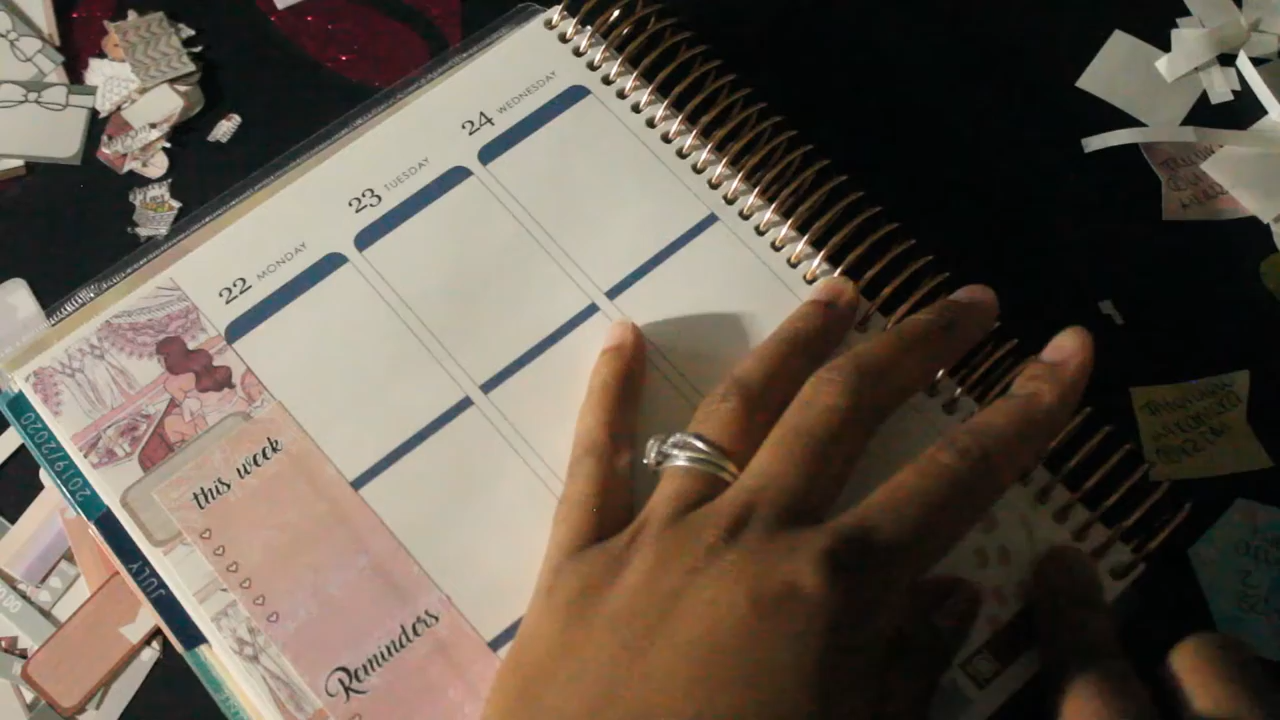 22 MONDAY
23 TUESDAY
24 WEDNESDAY
this week
Reminders
2019/2020
JULY